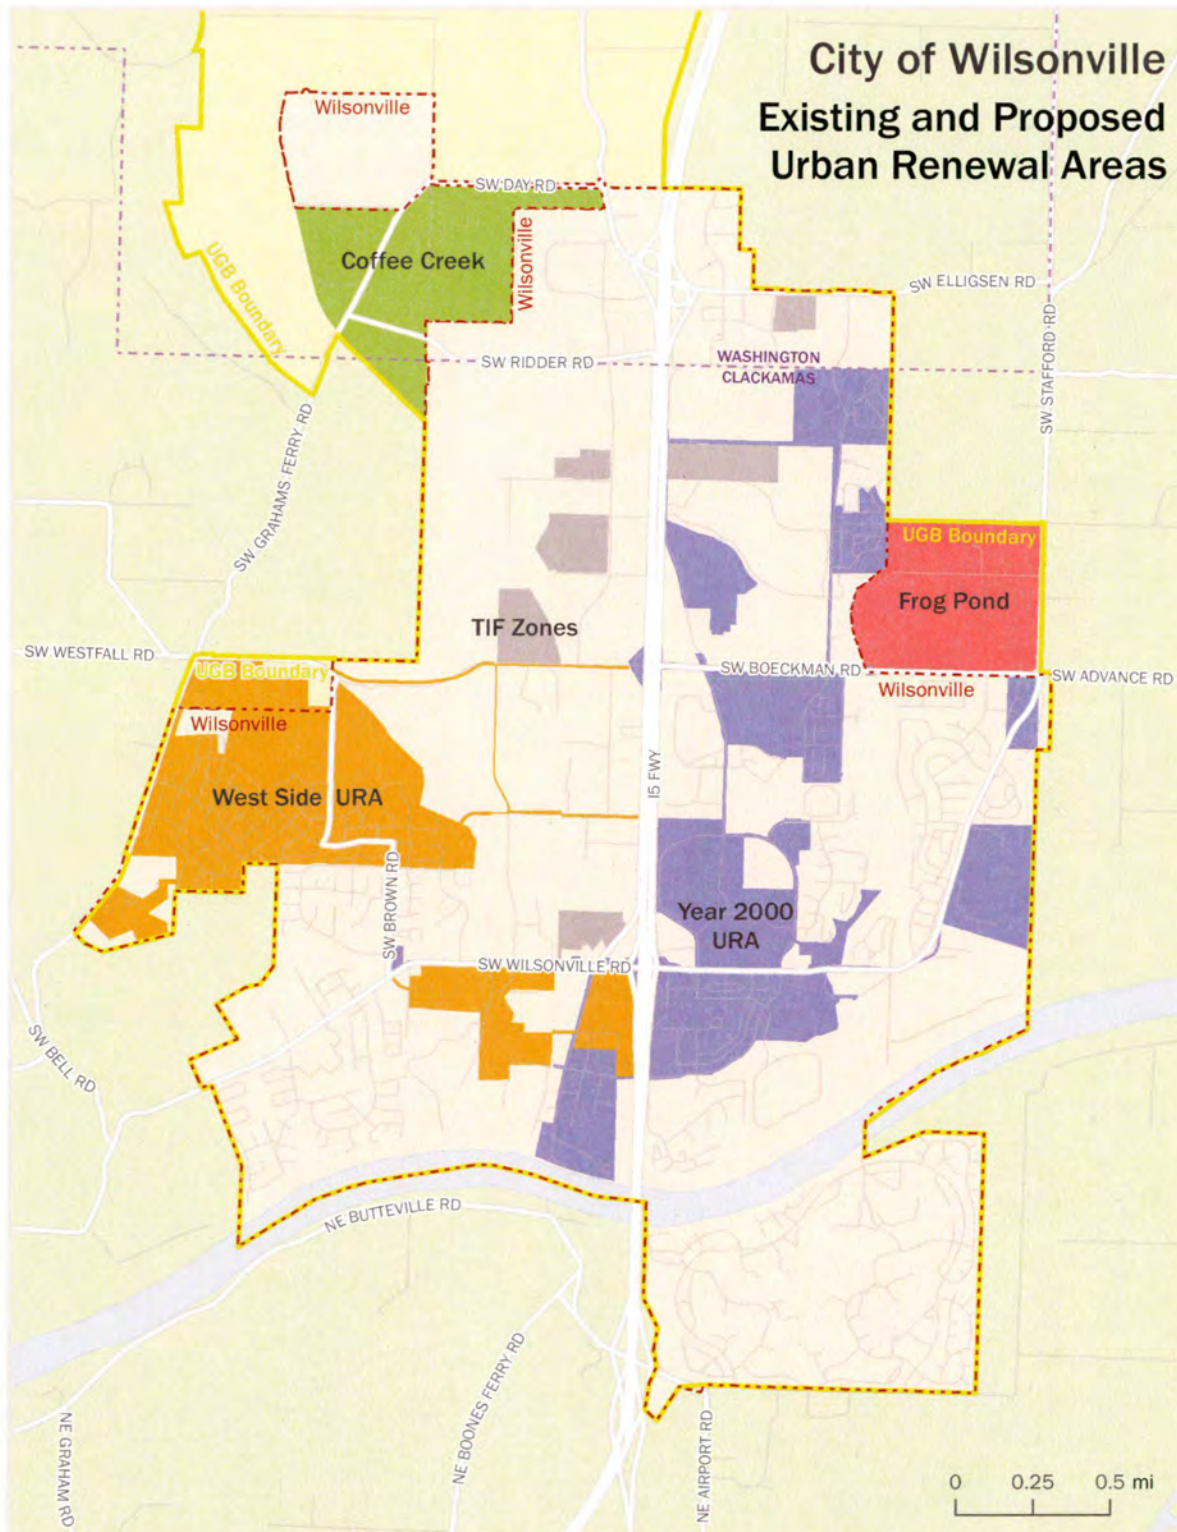 City of Wilsonville
Existing and Proposed
Urban Renewal Areas
Wilsonville
SW DAY RD
Coffee Creek
Wilsonville
UGB Boundary
SW ELLIGSEN RD
SW RIDDER RD
WASHINGTON
CLACKAMAS
SW STAFFORD RD
SW GRAHAMS FERRY RD
UGB Boundary
Frog Pond
TIF Zones
SW WESTFALL RD
UGB Boundary
SW BOECKMAN RD
SW ADVANCE RD
Wilsonville
Wilsonville
I5 FWY
West Side URA
SW BROWN RD
Year 2000
URA
SW WILSONVILLE RD
SW BELL RD
NE BUTTEVILLE RD
NE BOONES FERRY RD
NE GRAHAM RD
NE AIRPORT RD
0 0.25 0.5 mi